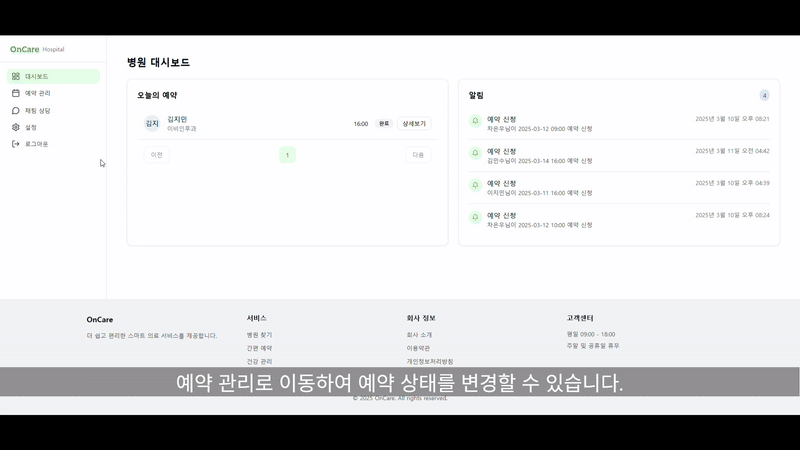 OnCare Hospital
대시보드
예약 관리
채팅 상담
설정
로그아웃
병원 대시보드
오늘의 예약
김지
김지민
이비인후과
16:00
완료
상세보기
이전
1
다음
알림
4
예약 신청
2025년 3월 10일 오후 08:21
차은우님이 2025-03-12 09:00 예약 신청
예약 신청
2025년 3월 11일 오전 04:42
김민수님이 2025-03-14 16:00 예약 신청
예약 신청
2025년 3월 10일 오후 04:39
이지민님이 2025-03-11 16:00 예약 신청
예약 신청
2025년 3월 10일 오후 08:24
차은우님이 2025-03-12 10:00 예약 신청
OnCare
더 쉽고 편리한 스마트 의료 서비스를 제공합니다.
서비스
병원 찾기
간편 예약
건강 관리
회사 정보
회사 소개
이용약관
개인정보처리방침
고객센터
평일 09:00 - 18:00
주말 및 공휴일 휴무
예약 관리로 이동하여 예약 상태를 변경할 수 있습니다.
© 2025 OnCare. All rights reserved.